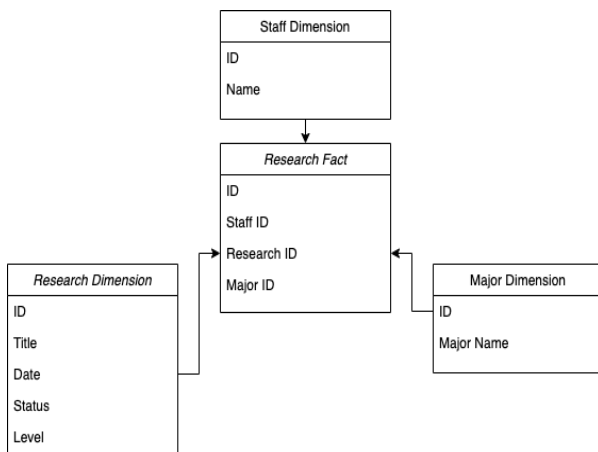 Staff Dimension
ID
Name
Research Fact
ID
Staff ID
Research ID
Major ID
Research Dimension
ID
Title
Date
Status
Level
Major Dimension
ID
Major Name